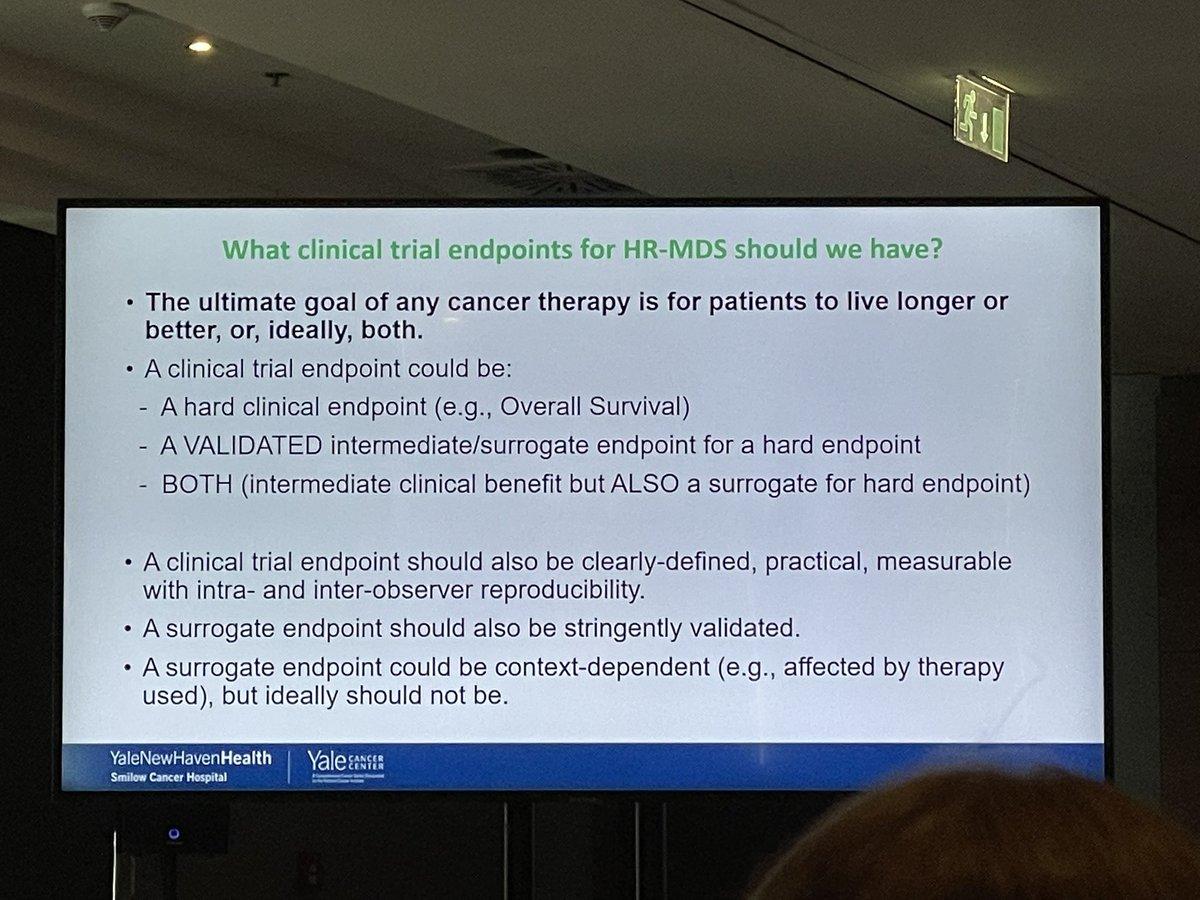 What clinical trial endpoints for HR-MDS should we have?
• The ultimate goal of any cancer therapy is for patients to live longer or
better, or, ideally, both.
• A clinical trial endpoint could be:
- A hard clinical endpoint (e.g., Overall Survival)
- A VALIDATED intermediate/surrogate endpoint for a hard endpoint
- BOTH (intermediate clinical benefit but ALSO a surrogate for hard endpoint)
• A clinical trial endpoint should also be clearly-defined, practical, measurable
with intra- and inter-observer reproducibility.
• A surrogate endpoint should also be stringently validated.
• A surrogate endpoint could be context-dependent (e.g., affected by therapy
used), but ideally should not be.
YaleNewHavenHealth
Smilow Cancer Hospital
Yale CANCER
CENTER